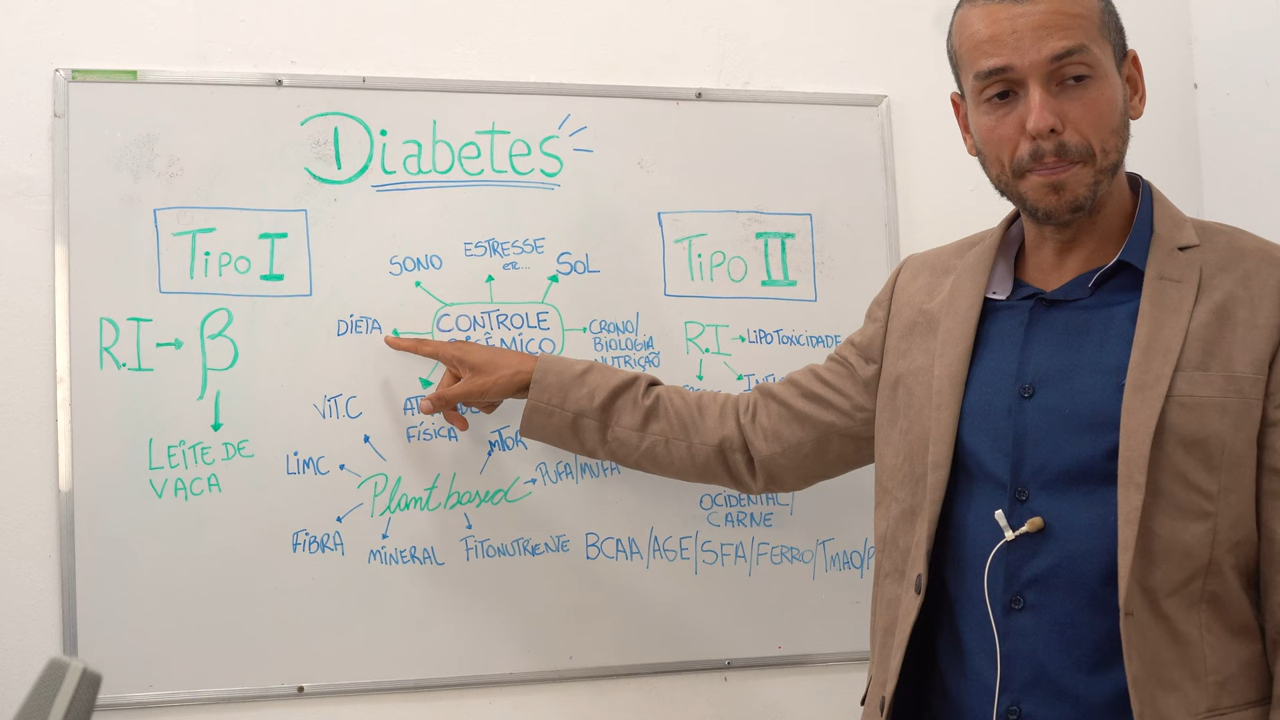 Diabetes
TIPO I
R.I → β
LEITE DE
VACA
SONO
ESTRESSE
SOL
DIETA
CONTROLE
CRONO/
BIOLOGIA
NUTRIÇÃO
FÍSICA
Plant based
VIT.C
LIMC
FIBRA
MINERAL
FITONUTRIENTE
PUFA/MUFA
MTOR
TIPO II
R.I → LIPOTOXICIDADE
OCIDENTAL/
CARNE
BCAA/AGE/SFA/FERRO/TMAO/